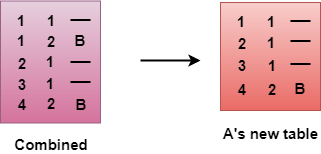 1 1 —
1 2 B
2 1 —
3 1 —
4 2 B
Combined
1 1 —
2 1 —
3 1 —
4 2 B
A's new table